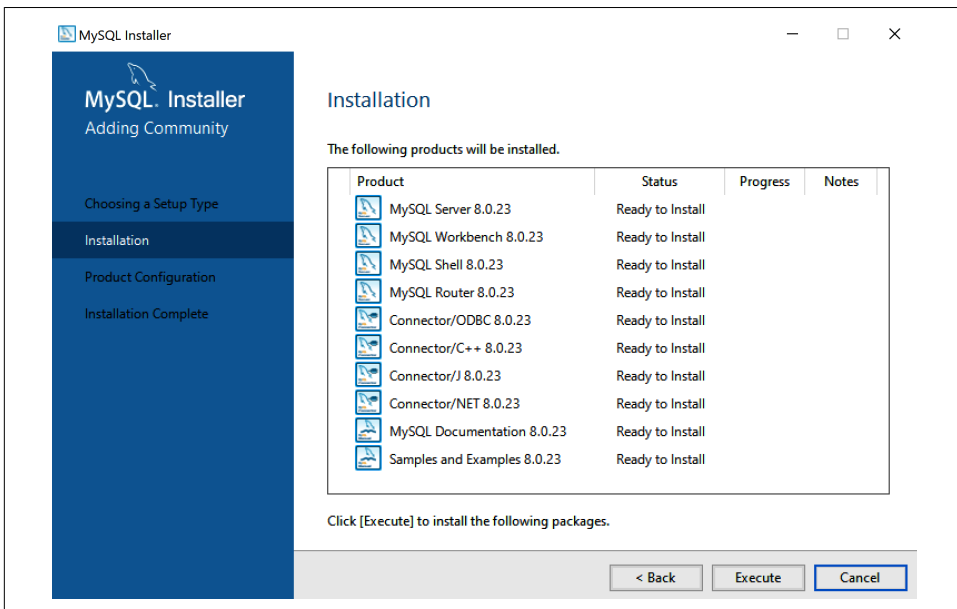 MySQL Installer
MySQL. Installer
Adding Community
Choosing a Setup Type
Installation
Product Configuration
Installation Complete
Installation
The following products will be installed.
Product Status Progress Notes
MySQL Server 8.0.23 Ready to Install
MySQL Workbench 8.0.23 Ready to Install
MySQL Shell 8.0.23 Ready to Install
MySQL Router 8.0.23 Ready to Install
Connector/ODBC 8.0.23 Ready to Install
Connector/C++ 8.0.23 Ready to Install
Connector/J 8.0.23 Ready to Install
Connector/NET 8.0.23 Ready to Install
MySQL Documentation 8.0.23 Ready to Install
Samples and Examples 8.0.23 Ready to Install
Click [Execute] to install the following packages.
< Back Execute Cancel